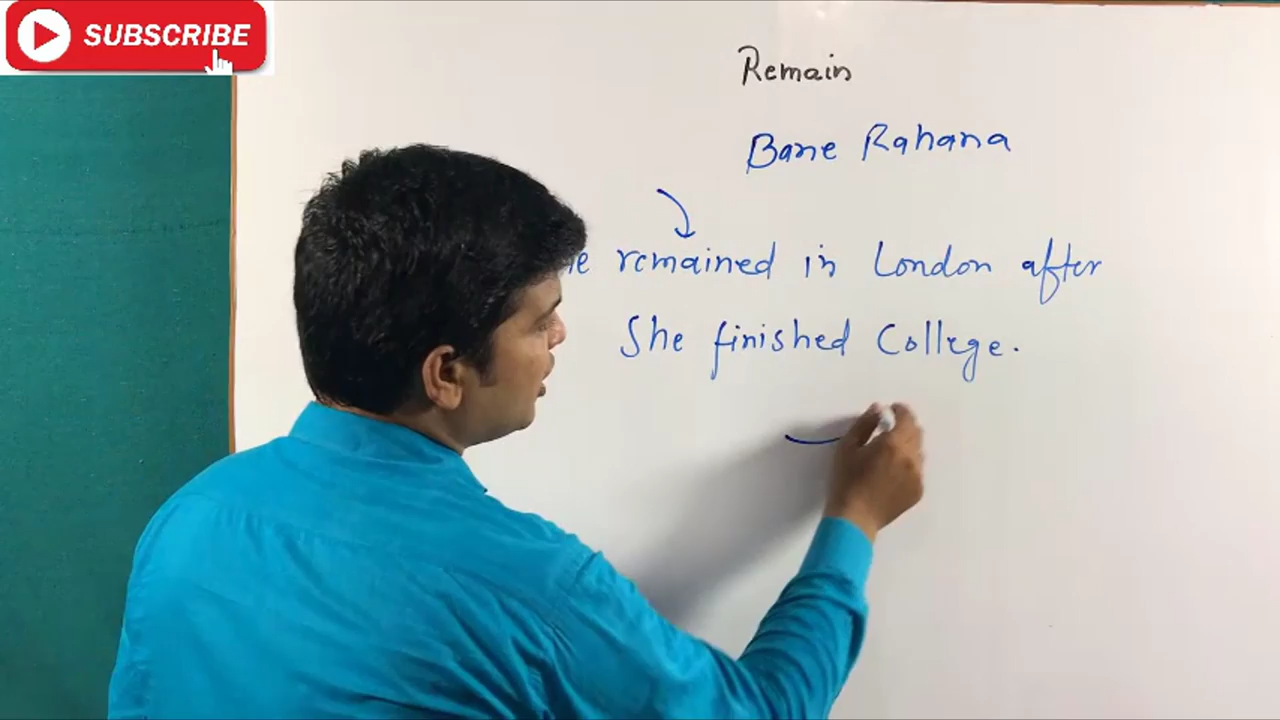 SUBSCRIBE
Remain
Bane Rahana
remained in London after
She finished College.